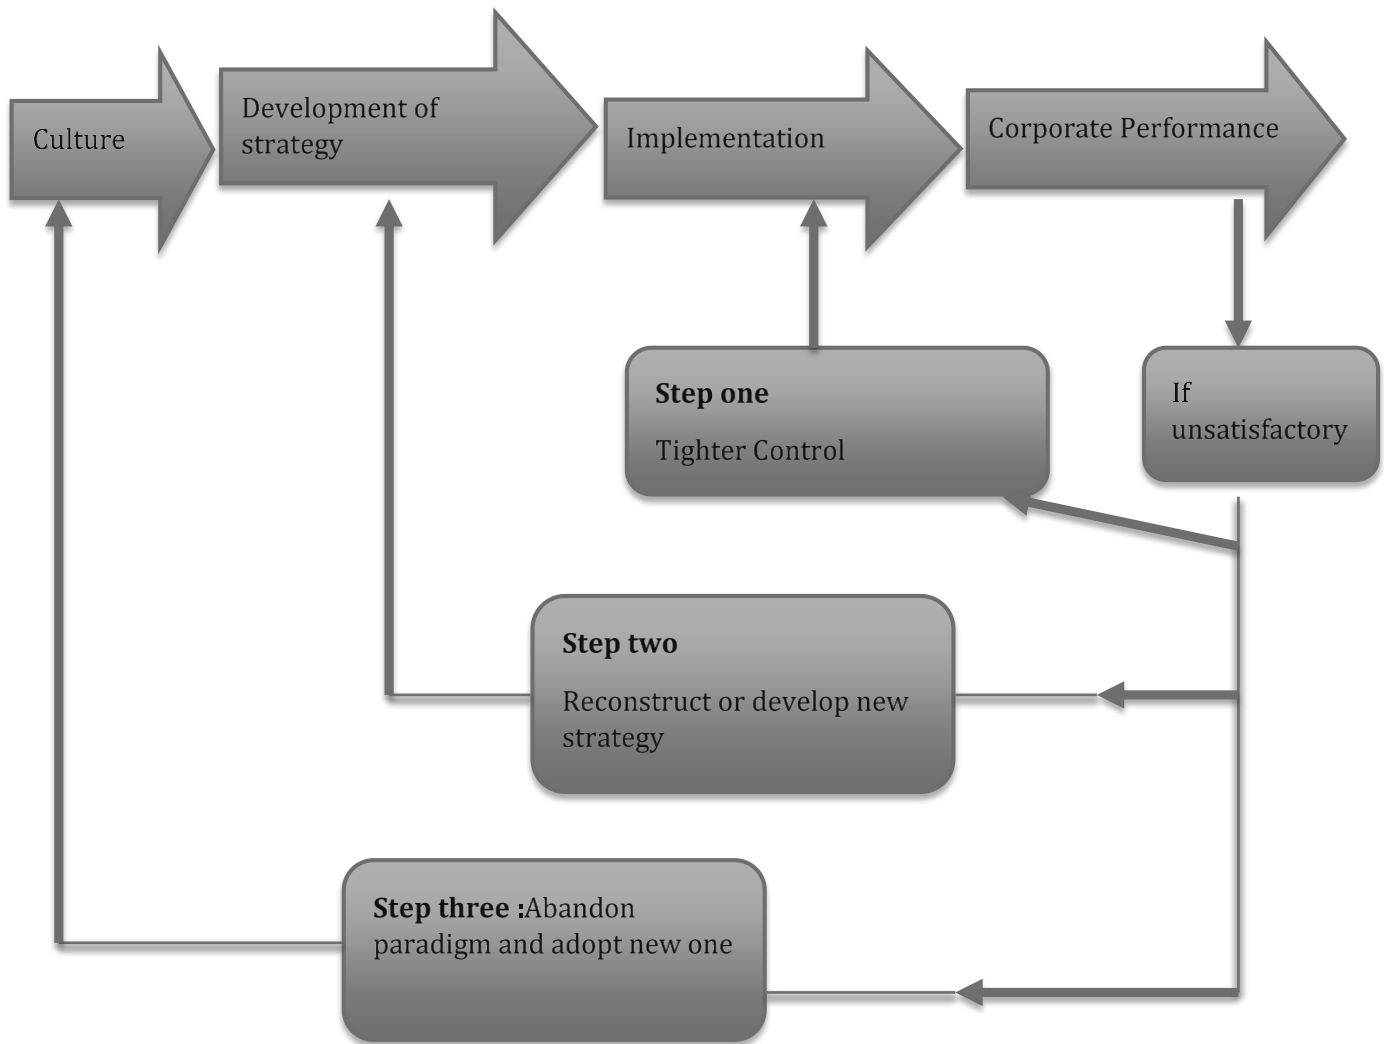 Culture
Development of
strategy
Implementation
Corporate Performance
Step one
Tighter Control
If
unsatisfactory
Step two
Reconstruct or develop new
strategy
Step three :Abandon
paradigm and adopt new one